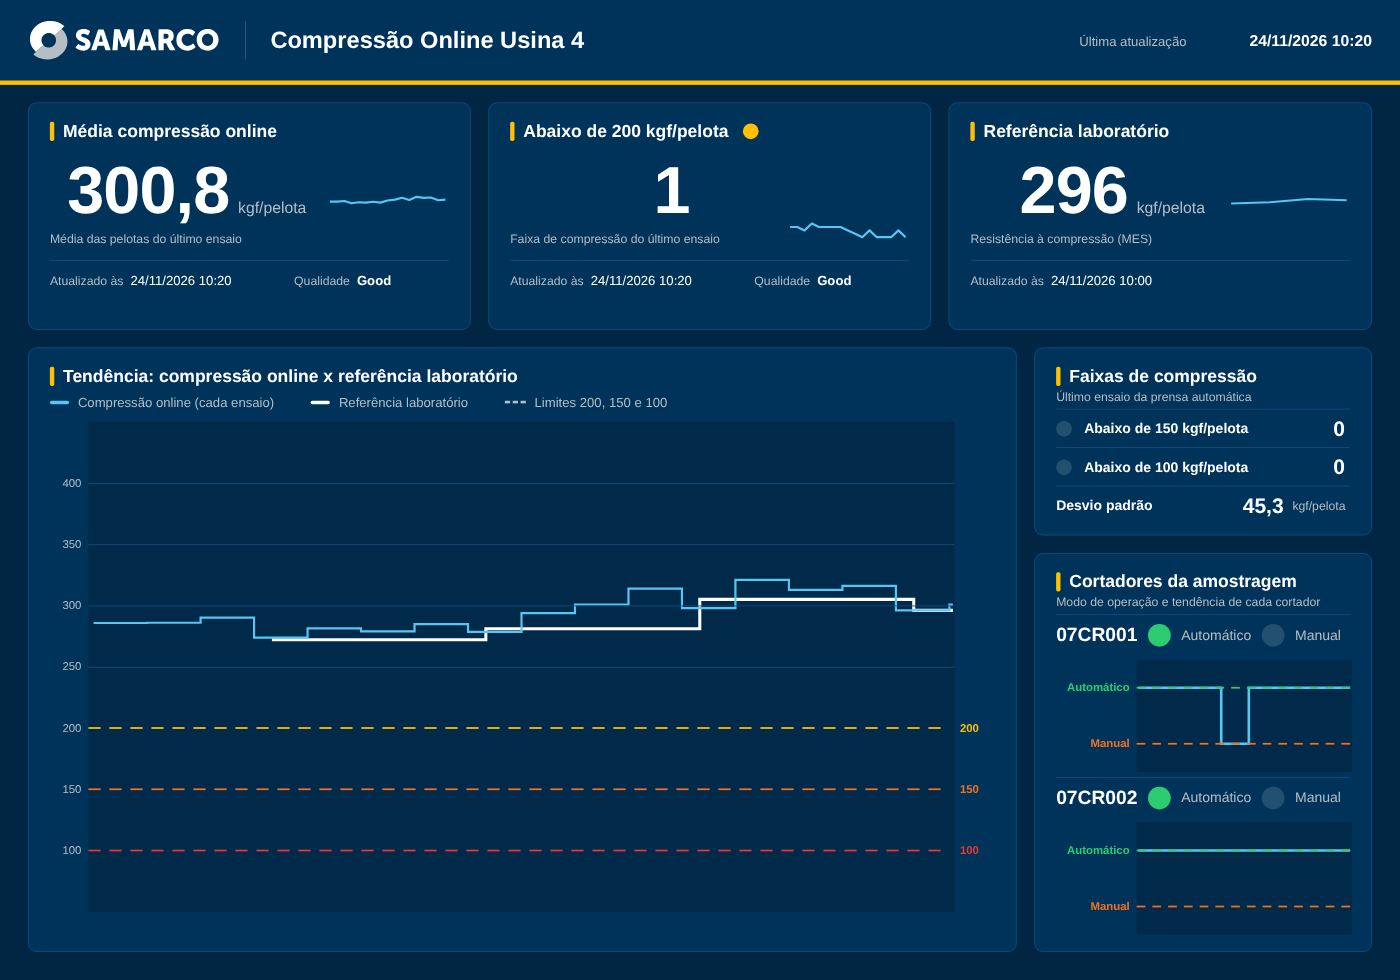 SAMARCO
Compressão Online Usina 4
Última atualização
24/11/2026 10:20
Média compressão online
300,8 kgf/pelota
Média das pelotas do último ensaio
Atualizado às 24/11/2026 10:20
Qualidade Good
Abaixo de 200 kgf/pelota
1
Faixa de compressão do último ensaio
Atualizado às 24/11/2026 10:20
Qualidade Good
Referência laboratório
296 kgf/pelota
Resistência à compressão (MES)
Atualizado às 24/11/2026 10:00
Tendência: compressão online x referência laboratório
Compressão online (cada ensaio)
Referência laboratório
Limites 200, 150 e 100
400
350
300
250
200
200
150
150
100
100
Faixas de compressão
Último ensaio da prensa automática
Abaixo de 150 kgf/pelota 0
Abaixo de 100 kgf/pelota 0
Desvio padrão 45,3 kgf/pelota
Cortadores da amostragem
Modo de operação e tendência de cada cortador
07CR001 Automático Manual
Automático
Manual
07CR002 Automático Manual
Automático
Manual